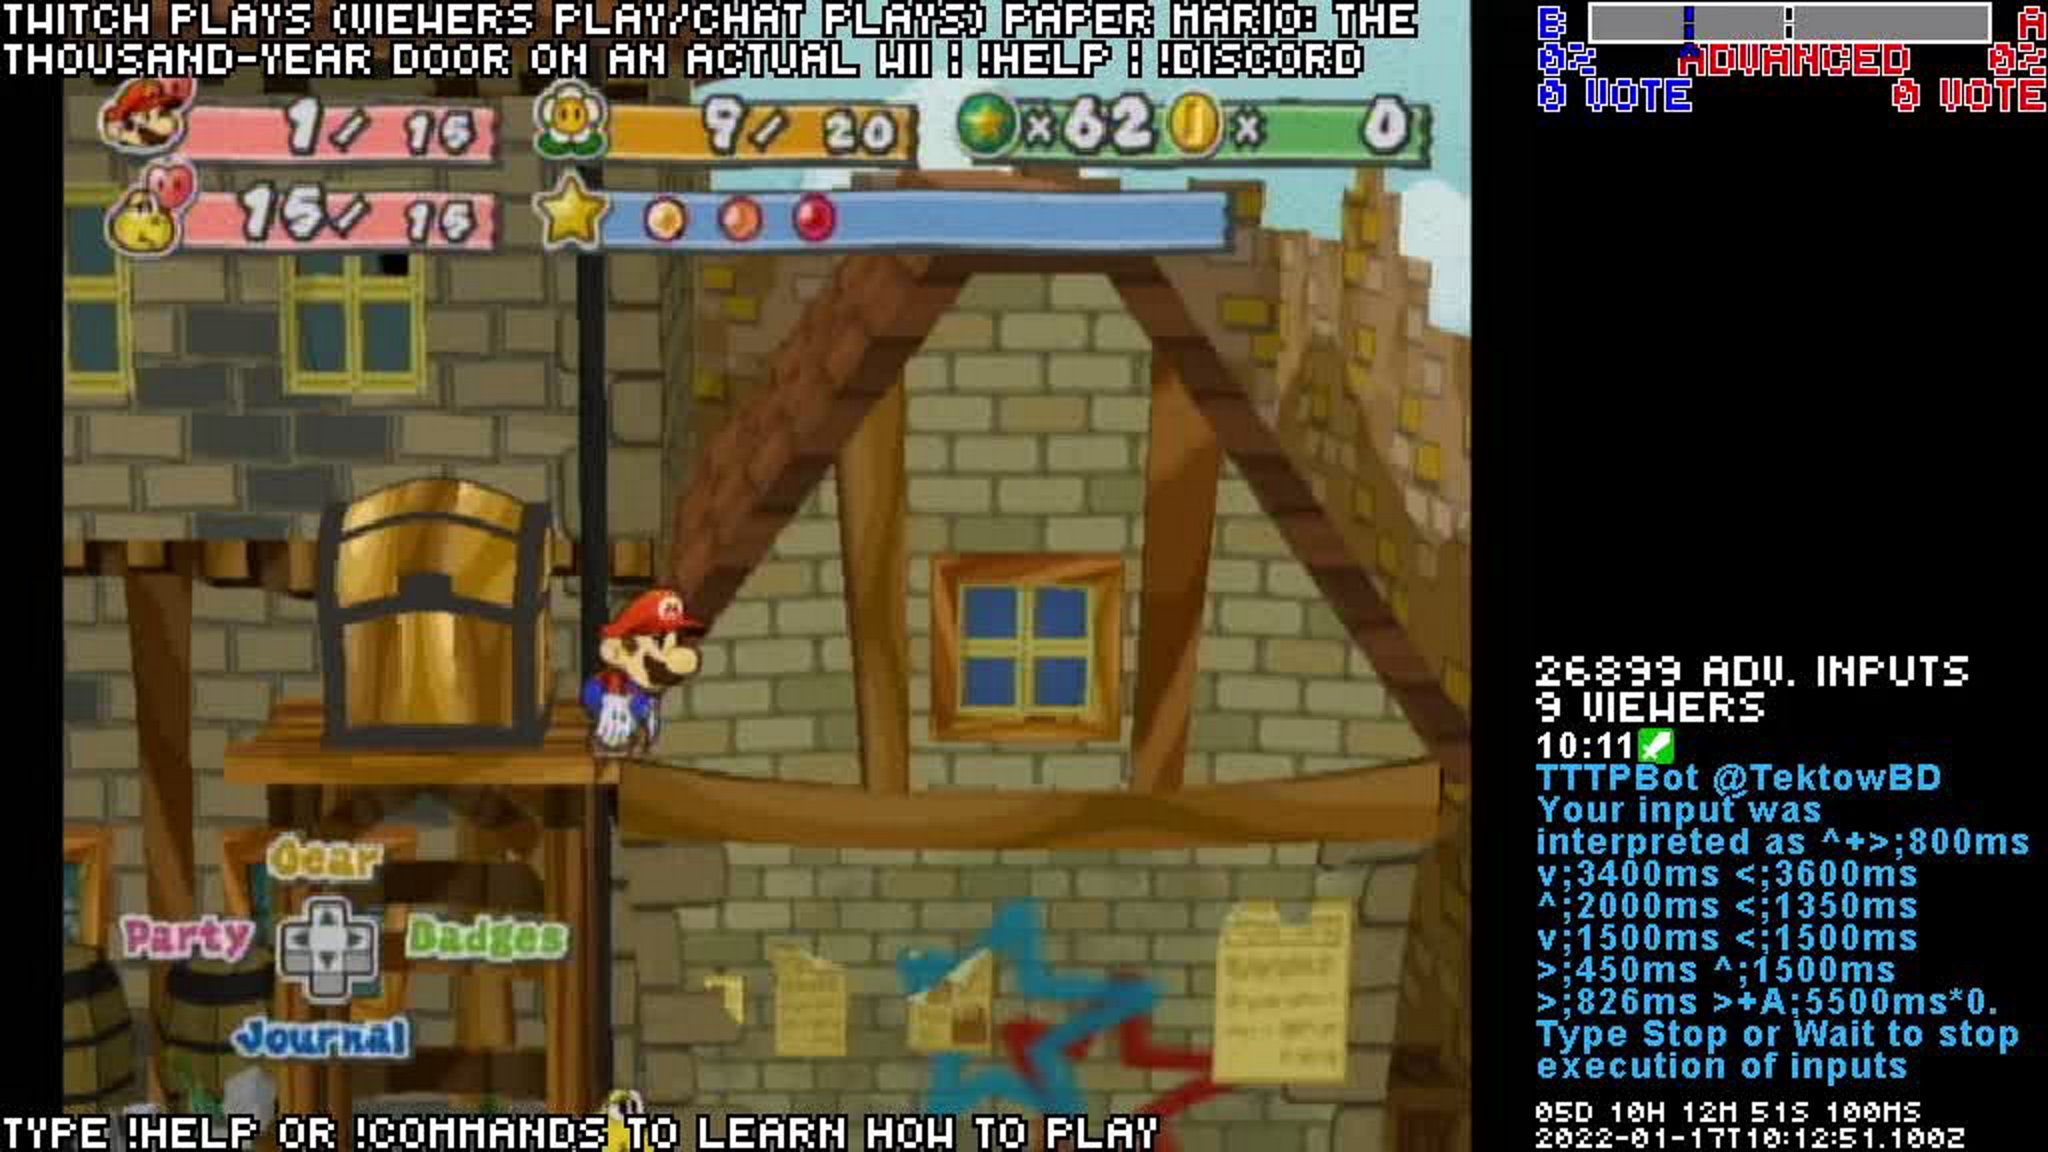 TWITCH PLAYS (VIEWERS PLAY/CHAT PLAYS) PAPER MARIO: THE
THOUSAND-YEAR DOOR ON AN ACTUAL WII | !HELP | !DISCORD
B A
0% ADVANCED 0%
0 VOTE 0 VOTE
1/ 15 9/ 20 x62 x 0
15/ 15
Gear
Party Badges
Journal
26899 ADV. INPUTS
9 VIEWERS
10:11
TTTPBot @TektowBD
Your input was
interpreted as ^+>;800ms
v;3400ms <;3600ms
^;2000ms <;1350ms
v;1500ms <;1500ms
>;450ms ^;1500ms
>;826ms >+A;5500ms*0.
Type Stop or Wait to stop
execution of inputs
05D 10H 12M 51S 100MS
2022-01-17T10:12:51.100Z
TYPE !HELP OR !COMMANDS TO LEARN HOW TO PLAY